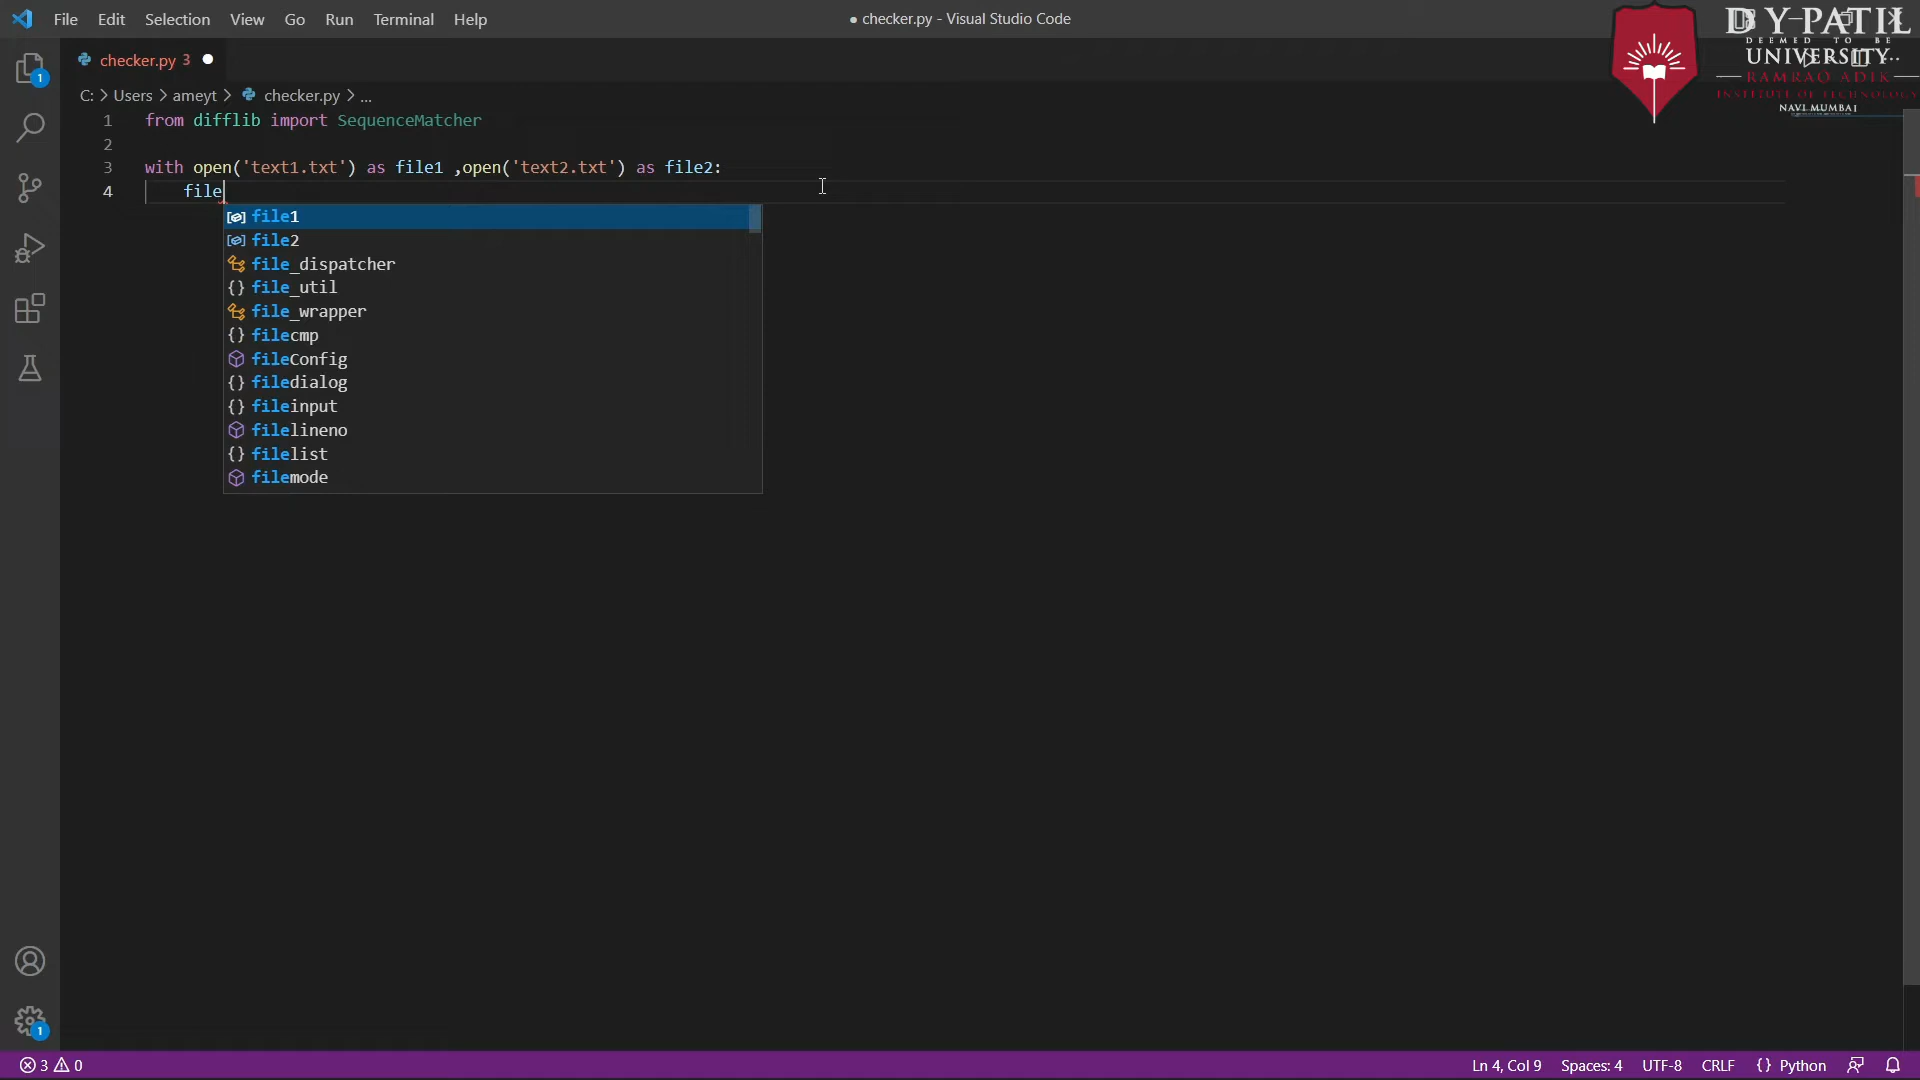 File Edit Selection View Go Run Terminal Help
● checker.py - Visual Studio Code
D Y PATIL
DEEMED TO BE
UNIVERSITY
RAMRAO ADIK
INSTITUTE OF TECHNOLOGY
NAVI MUMBAI
1
checker.py 3 ●
C: > Users > ameyt > checker.py > ...
1 from difflib import SequenceMatcher
2
3 with open('text1.txt') as file1 ,open('text2.txt') as file2:
4 file
file1
file2
file_dispatcher
{} file_util
file_wrapper
{} filecmp
fileConfig
{} filedialog
{} fileinput
filelineno
{} filelist
filemode
1
3 0
Ln 4, Col 9 Spaces: 4 UTF-8 CRLF {} Python